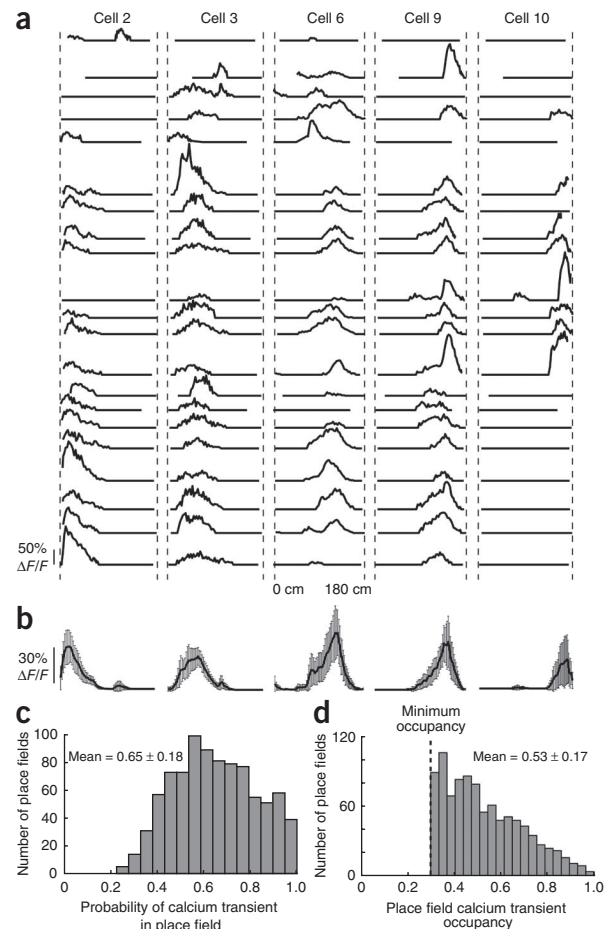 a
Cell 2 Cell 3 Cell 6 Cell 9 Cell 10
50%
ΔF/F
0 cm 180 cm
b
30%
ΔF/F
c
Number of place fields
100
80
60
40
20
0
Mean = 0.65 ± 0.18
0 0.2 0.4 0.6 0.8 1.0
Probability of calcium transient
in place field
d
Minimum
occupancy
Number of place fields
120
60
0
Mean = 0.53 ± 0.17
0 0.2 0.4 0.6 0.8 1.0
Place field calcium transient
occupancy